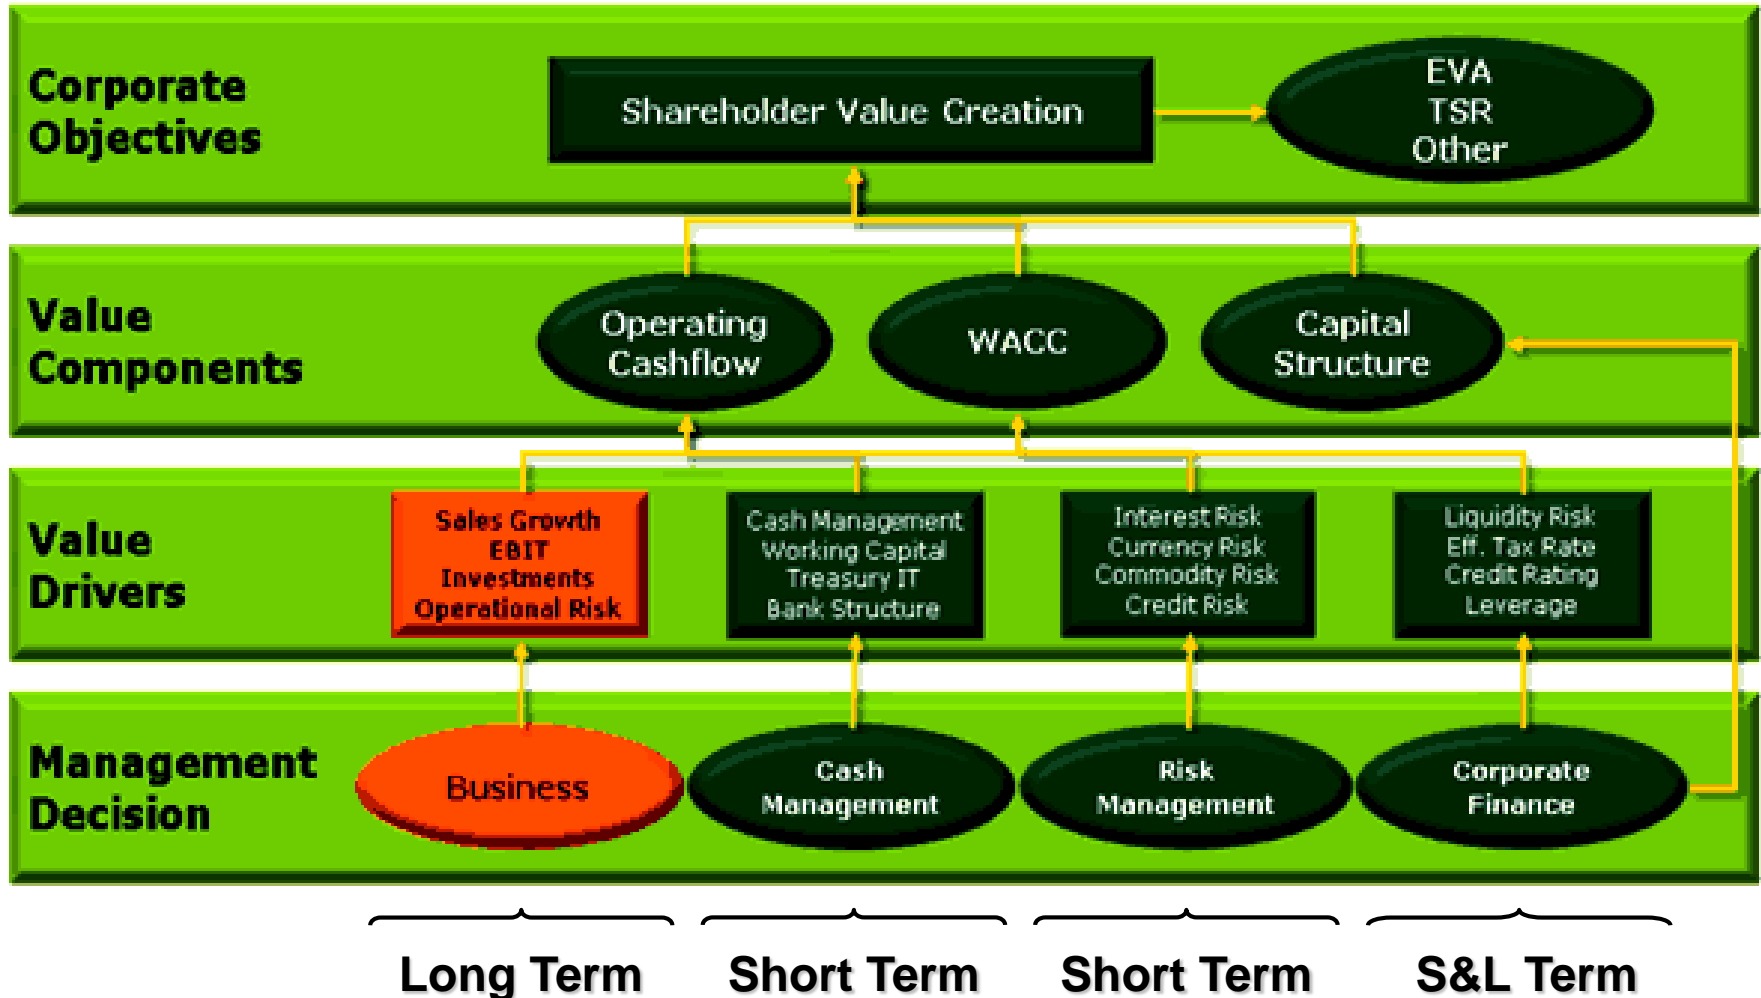 Corporate
Objectives
Shareholder Value Creation
EVA
TSR
Other
Value
Components
Operating
Cashflow
WACC
Capital
Structure
Value
Drivers
Sales Growth
EBIT
Investments
Operational Risk
Cash Management
Working Capital
Treasury IT
Bank Structure
Interest Risk
Currency Risk
Commodity Risk
Credit Risk
Liquidity Risk
Eff. Tax Rate
Credit Rating
Leverage
Management
Decision
Business
Cash
Management
Risk
Management
Corporate
Finance
Long Term
Short Term
Short Term
S&L Term